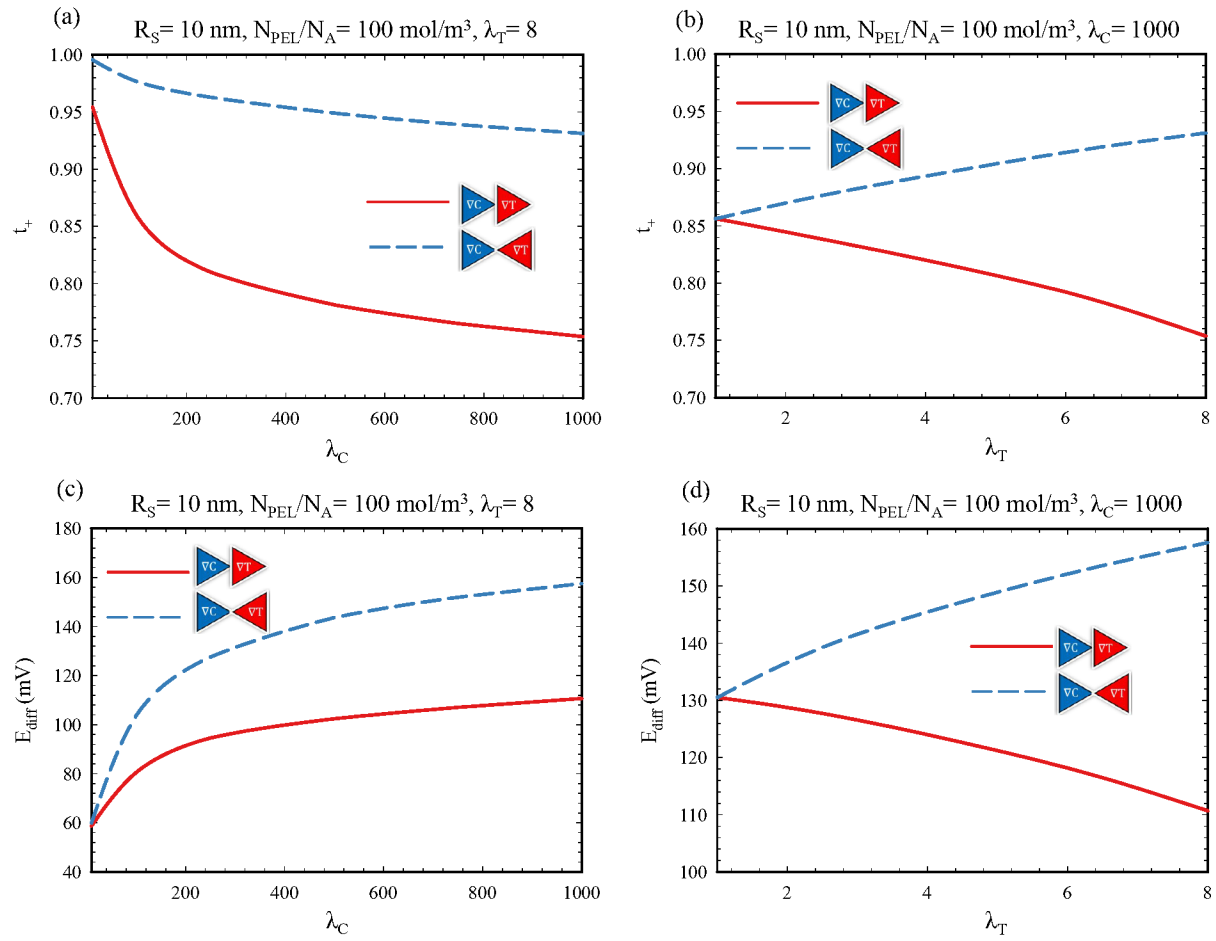 (a)
R_S= 10 nm, N_PEL/N_A= 100 mol/m³, λ_T= 8
1.00
0.95
0.90
0.85
0.80
0.75
0.70
t₊
200
400
600
800
1000
λ_C
∇C ∇T
∇C ∇T
(b)
R_S= 10 nm, N_PEL/N_A= 100 mol/m³, λ_C= 1000
1.00
0.95
0.90
0.85
0.80
0.75
0.70
t₊
2
4
6
8
λ_T
∇C ∇T
∇C ∇T
(c)
R_S= 10 nm, N_PEL/N_A= 100 mol/m³, λ_T= 8
180
160
140
120
100
80
60
40
E_diff (mV)
200
400
600
800
1000
λ_C
∇C ∇T
∇C ∇T
(d)
R_S= 10 nm, N_PEL/N_A= 100 mol/m³, λ_C= 1000
160
150
140
130
120
110
100
E_diff (mV)
2
4
6
8
λ_T
∇C ∇T
∇C ∇T